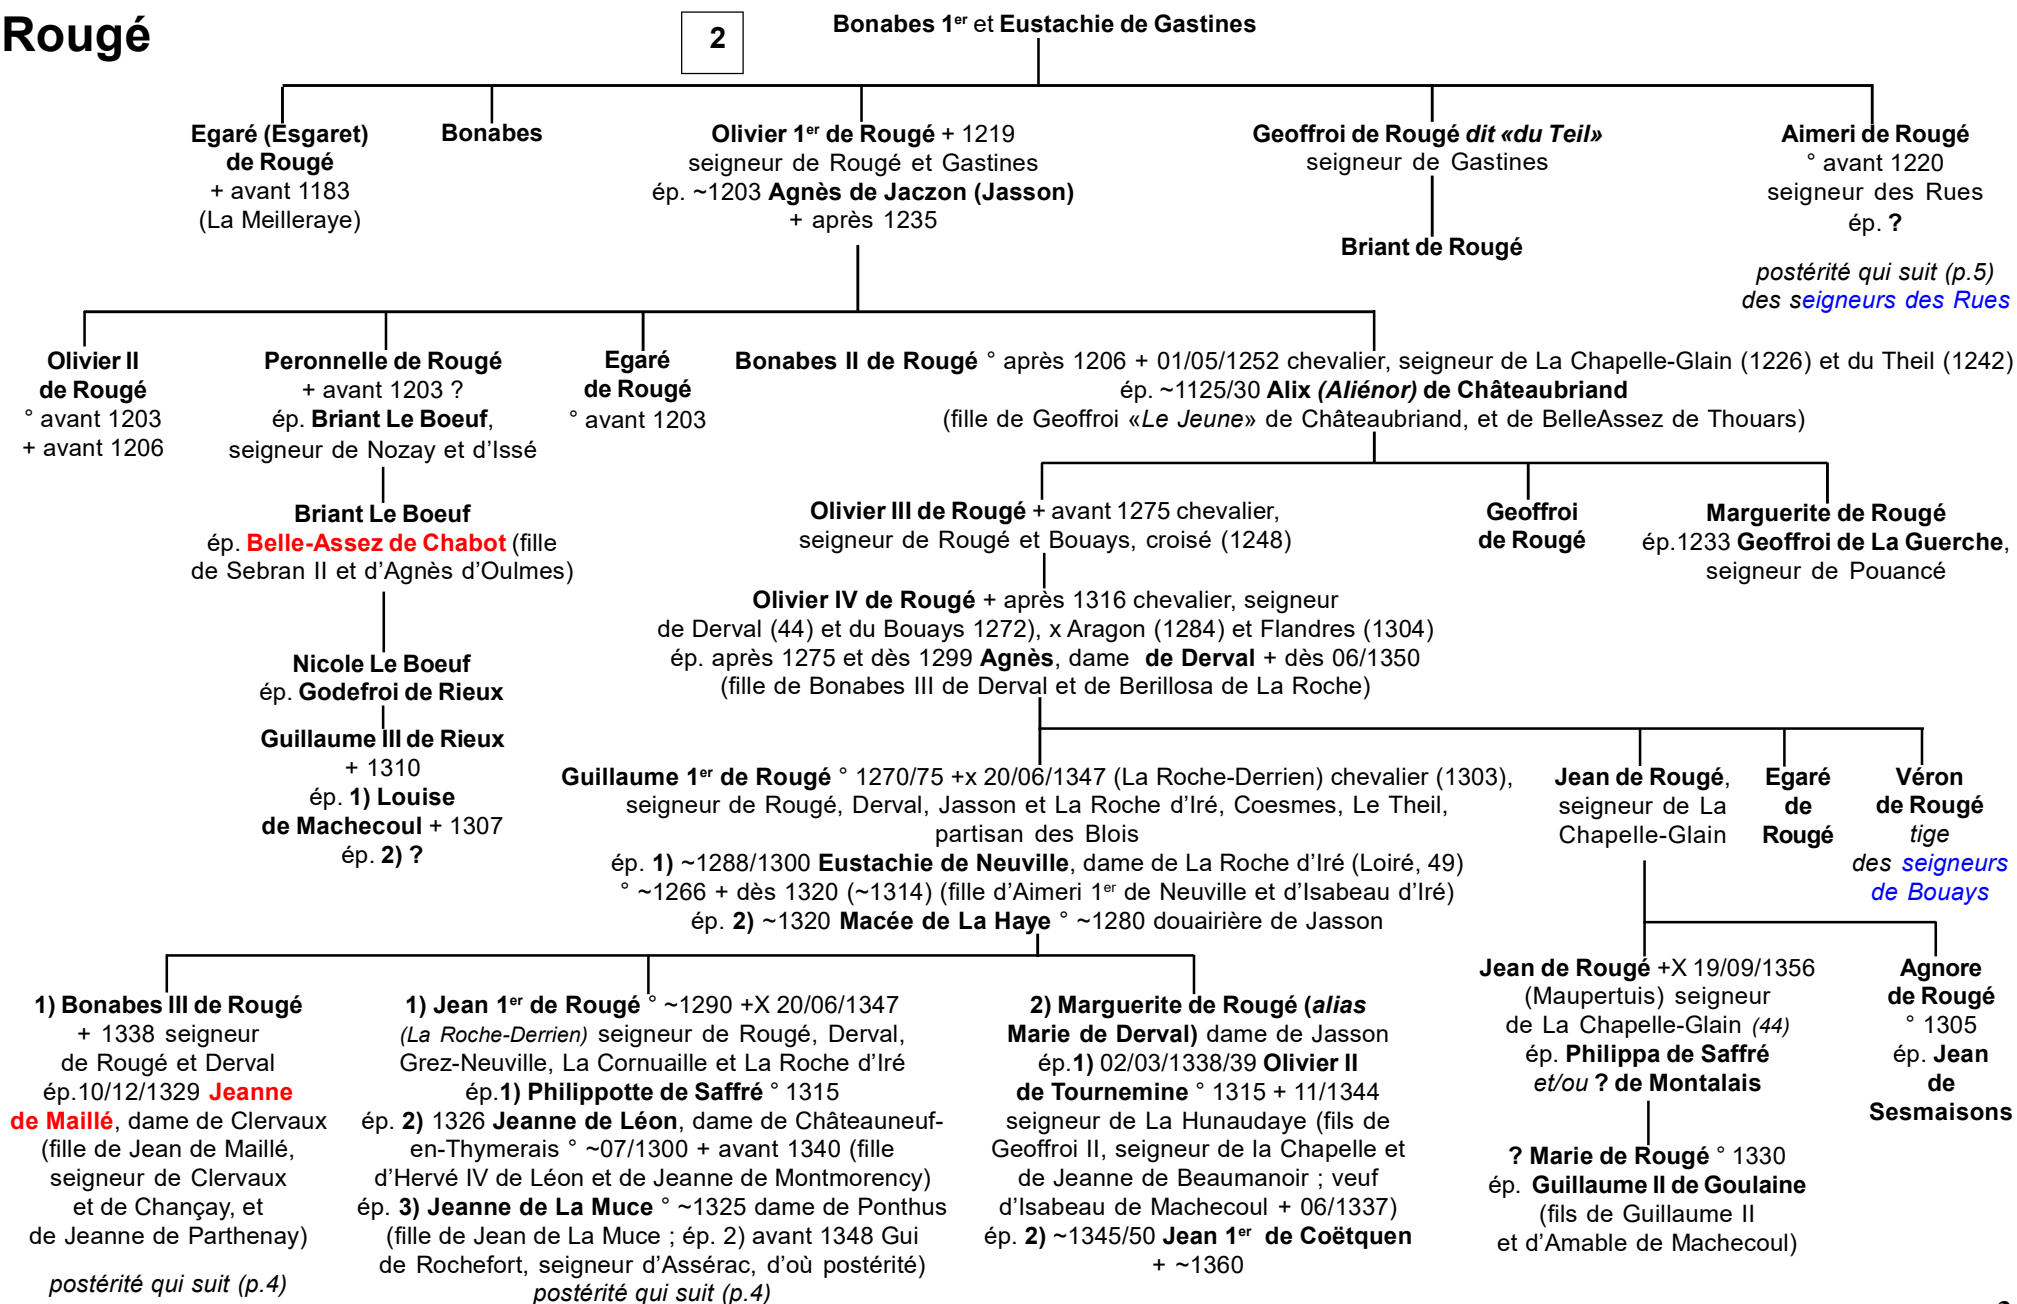 Rougé
2
Bonabes 1er et Eustachie de Gastines
Egaré (Esgaret)
de Rougé
+ avant 1183
(La Meilleraye)
Bonabes
Olivier 1er de Rougé + 1219
seigneur de Rougé et Gastines
ép. ~1203 Agnès de Jaczon (Jasson)
+ après 1235
Geoffroi de Rougé dit «du Teil»
seigneur de Gastines
Briant de Rougé
Aimeri de Rougé
° avant 1220
seigneur des Rues
ép. ?
postérité qui suit (p.5)
des seigneurs des Rues
Olivier II
de Rougé
° avant 1203
+ avant 1206
Peronnelle de Rougé
+ avant 1203 ?
ép. Briant Le Boeuf,
seigneur de Nozay et d'Issé
Egaré
de Rougé
° avant 1203
Bonabes II de Rougé ° après 1206 + 01/05/1252 chevalier, seigneur de La Chapelle-Glain (1226) et du Theil (1242)
ép. ~1125/30 Alix (Aliénor) de Châteaubriand
(fille de Geoffroi «Le Jeune» de Châteaubriand, et de BelleAssez de Thouars)
Briant Le Boeuf
ép. Belle-Assez de Chabot (fille
de Sebran II et d'Agnès d'Oulmes)
Olivier III de Rougé + avant 1275 chevalier,
seigneur de Rougé et Bouays, croisé (1248)
Geoffroi
de Rougé
Marguerite de Rougé
ép.1233 Geoffroi de La Guerche,
seigneur de Pouancé
Olivier IV de Rougé + après 1316 chevalier, seigneur
de Derval (44) et du Bouays 1272), x Aragon (1284) et Flandres (1304)
ép. après 1275 et dès 1299 Agnès, dame de Derval + dès 06/1350
(fille de Bonabes III de Derval et de Berillosa de La Roche)
Nicole Le Boeuf
ép. Godefroi de Rieux
Guillaume III de Rieux
+ 1310
ép. 1) Louise
de Machecoul + 1307
ép. 2) ?
Guillaume 1er de Rougé ° 1270/75 +x 20/06/1347 (La Roche-Derrien) chevalier (1303),
seigneur de Rougé, Derval, Jasson et La Roche d'Iré, Coesmes, Le Theil,
partisan des Blois
ép. 1) ~1288/1300 Eustachie de Neuville, dame de La Roche d'Iré (Loiré, 49)
° ~1266 + dès 1320 (~1314) (fille d'Aimeri 1er de Neuville et d'Isabeau d'Iré)
ép. 2) ~1320 Macée de La Haye ° ~1280 douairière de Jasson
Jean de Rougé,
seigneur de La
Chapelle-Glain
Egaré
de
Rougé
Véron
de Rougé
tige
des seigneurs
de Bouays
1) Bonabes III de Rougé
+ 1338 seigneur
de Rougé et Derval
ép.10/12/1329 Jeanne
de Maillé, dame de Clervaux
(fille de Jean de Maillé,
seigneur de Clervaux
et de Chançay, et
de Jeanne de Parthenay)
postérité qui suit (p.4)
1) Jean 1er de Rougé ° ~1290 +X 20/06/1347
(La Roche-Derrien) seigneur de Rougé, Derval,
Grez-Neuville, La Cornuaille et La Roche d'Iré
ép.1) Philippotte de Saffré ° 1315
ép. 2) 1326 Jeanne de Léon, dame de Châteauneuf-
en-Thymerais ° ~07/1300 + avant 1340 (fille
d'Hervé IV de Léon et de Jeanne de Montmorency)
ép. 3) Jeanne de La Muce ° ~1325 dame de Ponthus
(fille de Jean de La Muce ; ép. 2) avant 1348 Gui
de Rochefort, seigneur d'Assérac, d'où postérité)
postérité qui suit (p.4)
2) Marguerite de Rougé (alias
Marie de Derval) dame de Jasson
ép.1) 02/03/1338/39 Olivier II
de Tournemine ° 1315 + 11/1344
seigneur de La Hunaudaye (fils de
Geoffroi II, seigneur de la Chapelle et
de Jeanne de Beaumanoir ; veuf
d'Isabeau de Machecoul + 06/1337)
ép. 2) ~1345/50 Jean 1er de Coëtquen
+ ~1360
Jean de Rougé +X 19/09/1356
(Maupertuis) seigneur
de La Chapelle-Glain (44)
ép. Philippa de Saffré
et/ou ? de Montalais
Agnore
de Rougé
° 1305
ép. Jean
de
Sesmaisons
? Marie de Rougé ° 1330
ép. Guillaume II de Goulaine
(fils de Guillaume II
et d'Amable de Machecoul)